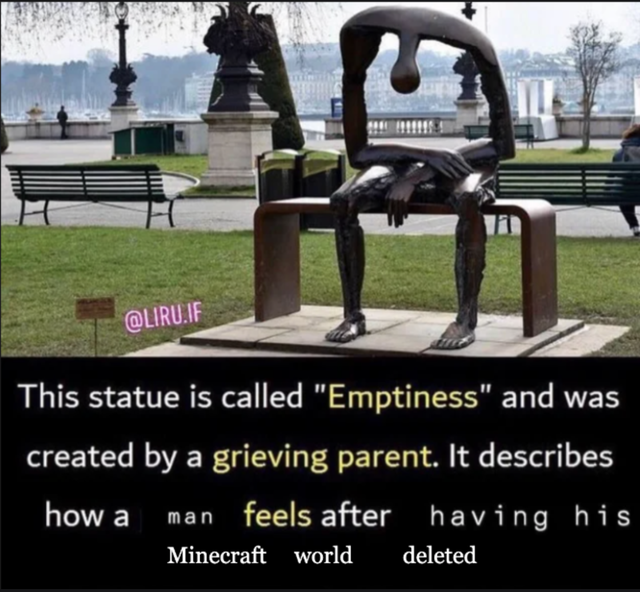 @LIRU.IF
This statue is called "Emptiness" and was
created by a grieving parent. It describes
how a man feels after having his
Minecraft world deleted